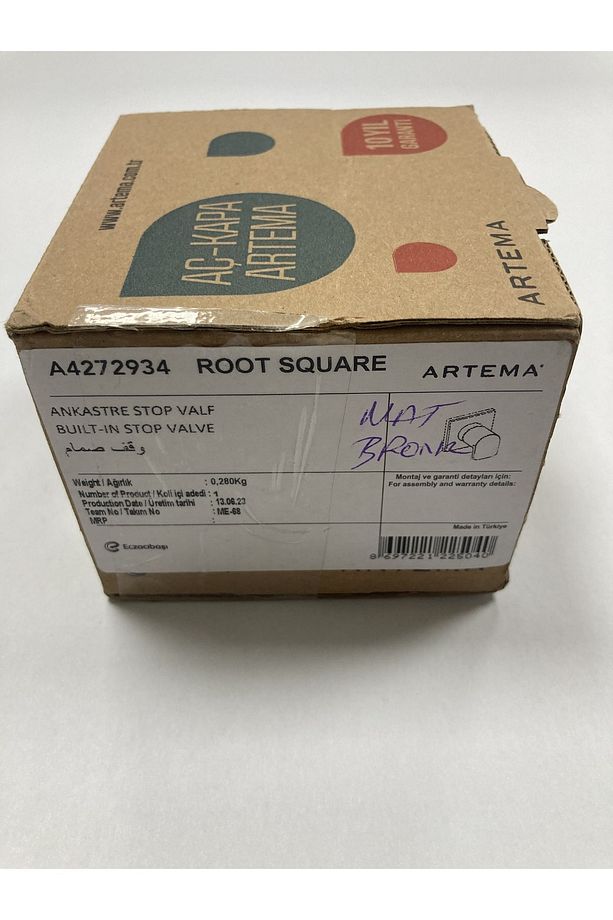 www.artema.com.tr
AÇ-KAPA
ARTEMA
10 YIL
GARANTİ
ARTEMA
A4272934 ROOT SQUARE ARTEMA
ANKASTRE STOP VALF
BUILT-IN STOP VALVE
وقف صمام
MAT
BRONZ
Weight / Ağırlık : 0,280Kg
Number of Product / Koli içi adedi : 1
Production Date / Üretim tarihi : 13.06.23
Team No / Takım No : ME-68
MRP :
Montaj ve garanti detayları için:
For assembly and warranty details:
Made in Türkiye
Eczacıbaşı
8 697221 225040